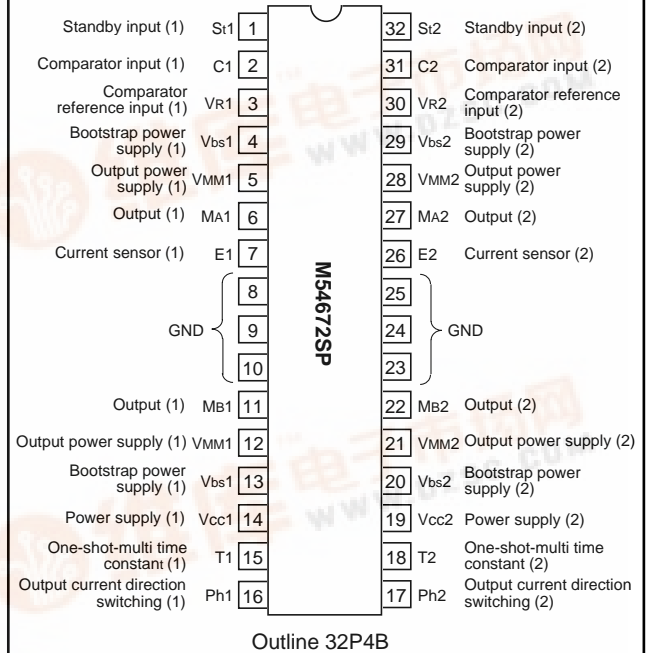 Standby input (1) St1 1 32 St2 Standby input (2)
Comparator input (1) C1 2 31 C2 Comparator input (2)
Comparator
reference input (1) VR1 3 30 VR2 Comparator reference
input (2)
Bootstrap power
supply (1) Vbs1 4 29 Vbs2 Bootstrap power
supply (2)
Output power
supply (1) VMM1 5 28 VMM2 Output power
supply (2)
Output (1) MA1 6 27 MA2 Output (2)
Current sensor (1) E1 7 26 E2 Current sensor (2)
8 25
GND 9 24 GND
10 23
M54672SP
Output (1) MB1 11 22 MB2 Output (2)
Output power supply (1) VMM1 12 21 VMM2 Output power supply (2)
Bootstrap power
supply (1) Vbs1 13 20 Vbs2 Bootstrap power
supply (2)
Power supply (1) Vcc1 14 19 Vcc2 Power supply (2)
One-shot-multi time
constant (1) T1 15 18 T2 One-shot-multi time
constant (2)
Output current direction
switching (1) Ph1 16 17 Ph2 Output current direction
switching (2)
Outline 32P4B